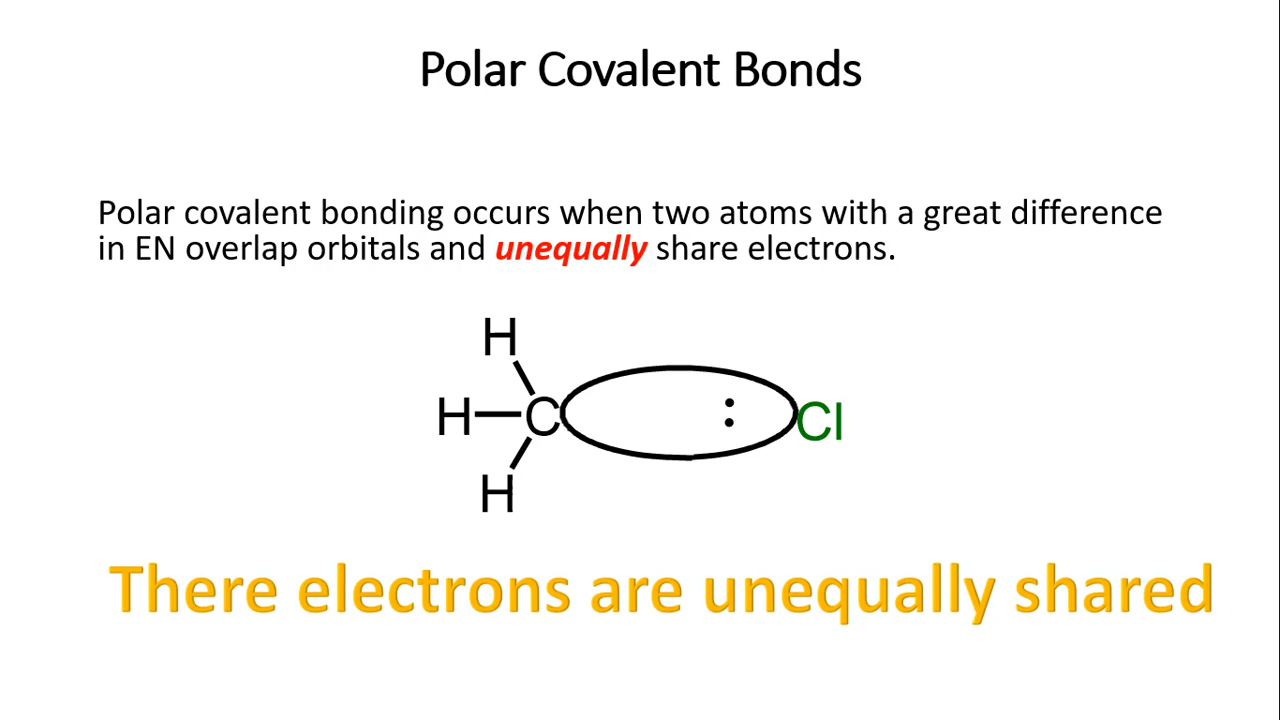 Polar Covalent Bonds
Polar covalent bonding occurs when two atoms with a great difference
in EN overlap orbitals and unequally share electrons.
H
H C : Cl
H
There electrons are unequally shared